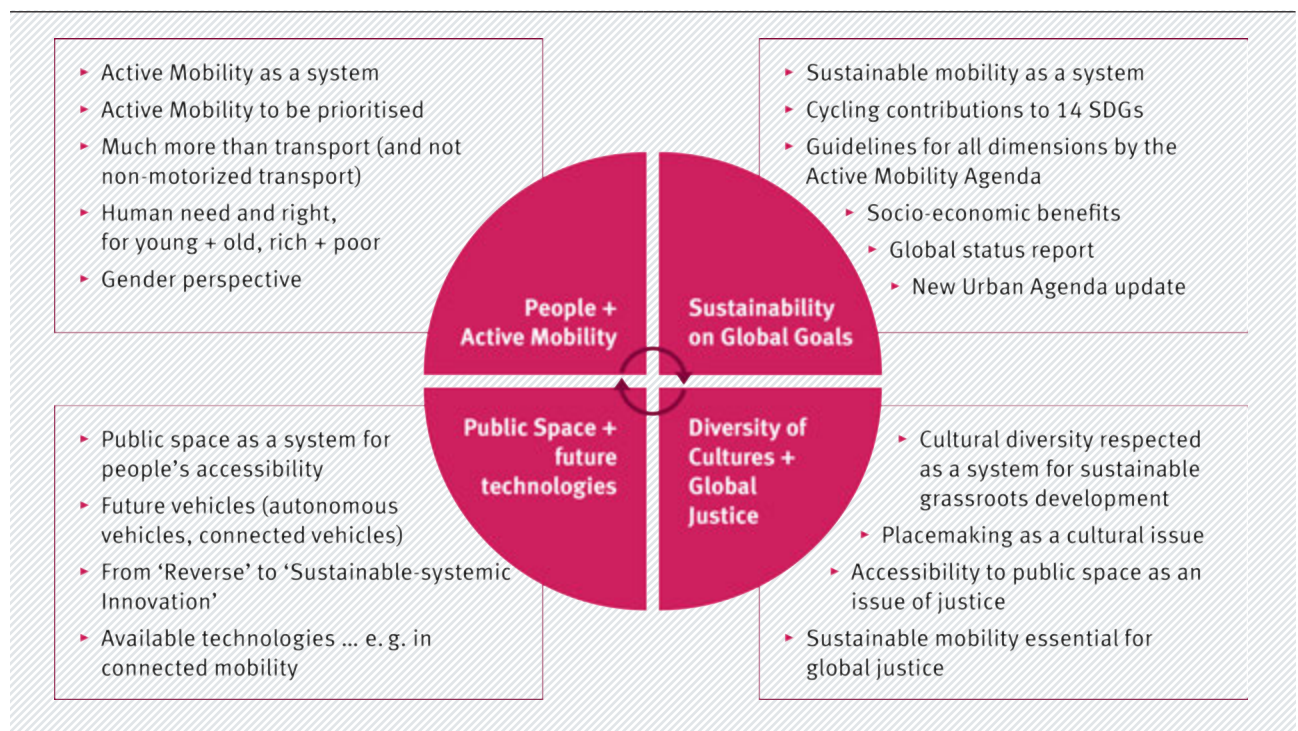 Active Mobility as a system
Active Mobility to be prioritised
Much more than transport (and not
non-motorized transport)
Human need and right,
for young + old, rich + poor
Gender perspective
Sustainable mobility as a system
Cycling contributions to 14 SDGs
Guidelines for all dimensions by the
Active Mobility Agenda
Socio-economic benefits
Global status report
New Urban Agenda update
People +
Active Mobility
Sustainability
on Global Goals
Public Space +
future
technologies
Diversity of
Cultures +
Global
Justice
Public space as a system for
people’s accessibility
Future vehicles (autonomous
vehicles, connected vehicles)
From ‘Reverse’ to ‘Sustainable-systemic
Innovation’
Available technologies ... e. g. in
connected mobility
Cultural diversity respected
as a system for sustainable
grassroots development
Placemaking as a cultural issue
Accessibility to public space as an
issue of justice
Sustainable mobility essential for
global justice